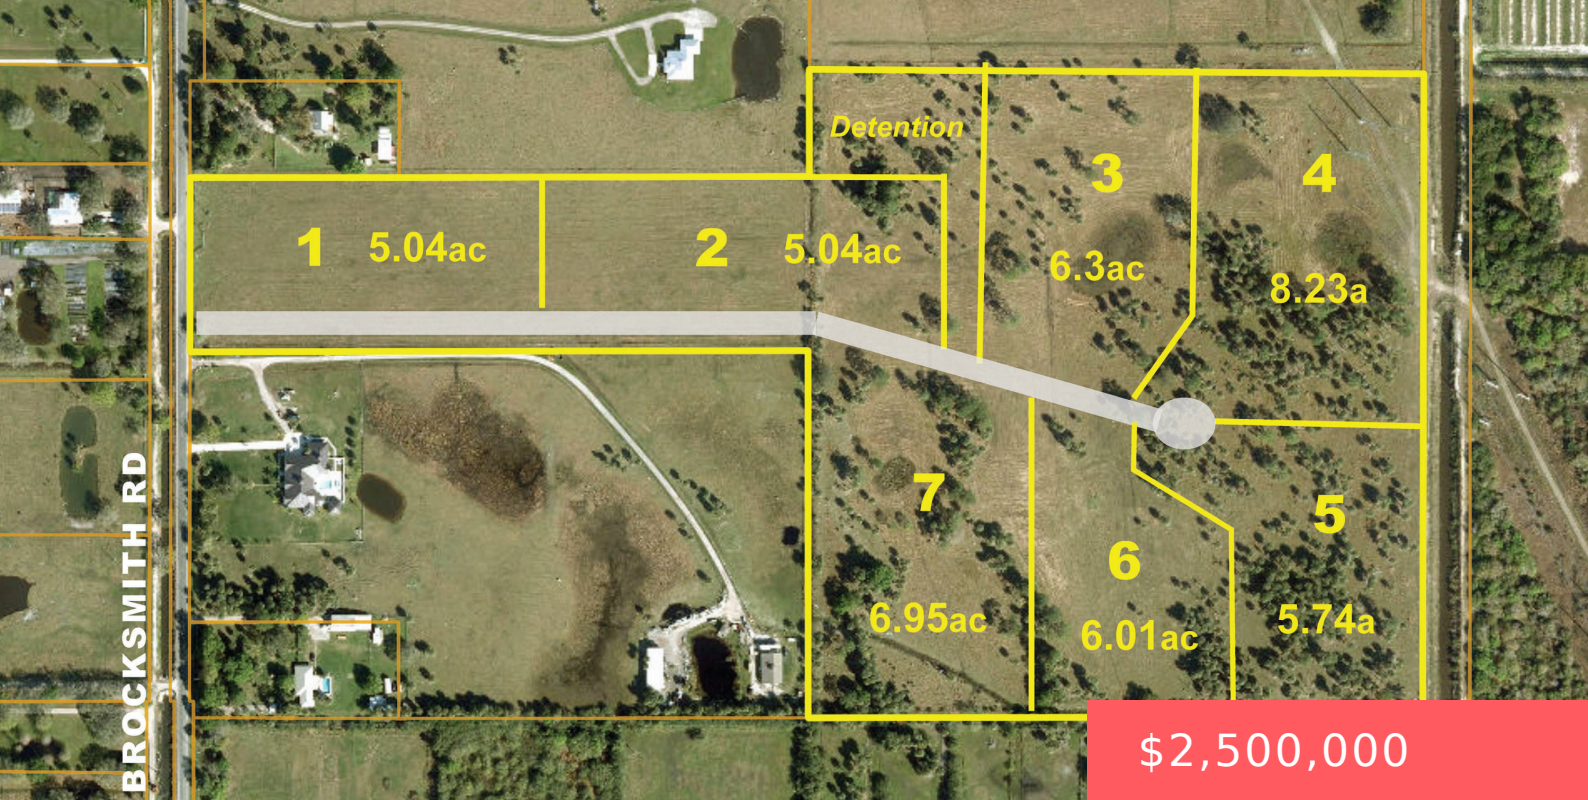 Detention
3
4
1 5.04ac
2 5.04ac
6.3ac
8.23a
7
5
6
6.95ac
6.01ac
5.74a
BROCKSMITH RD
$2,500,000